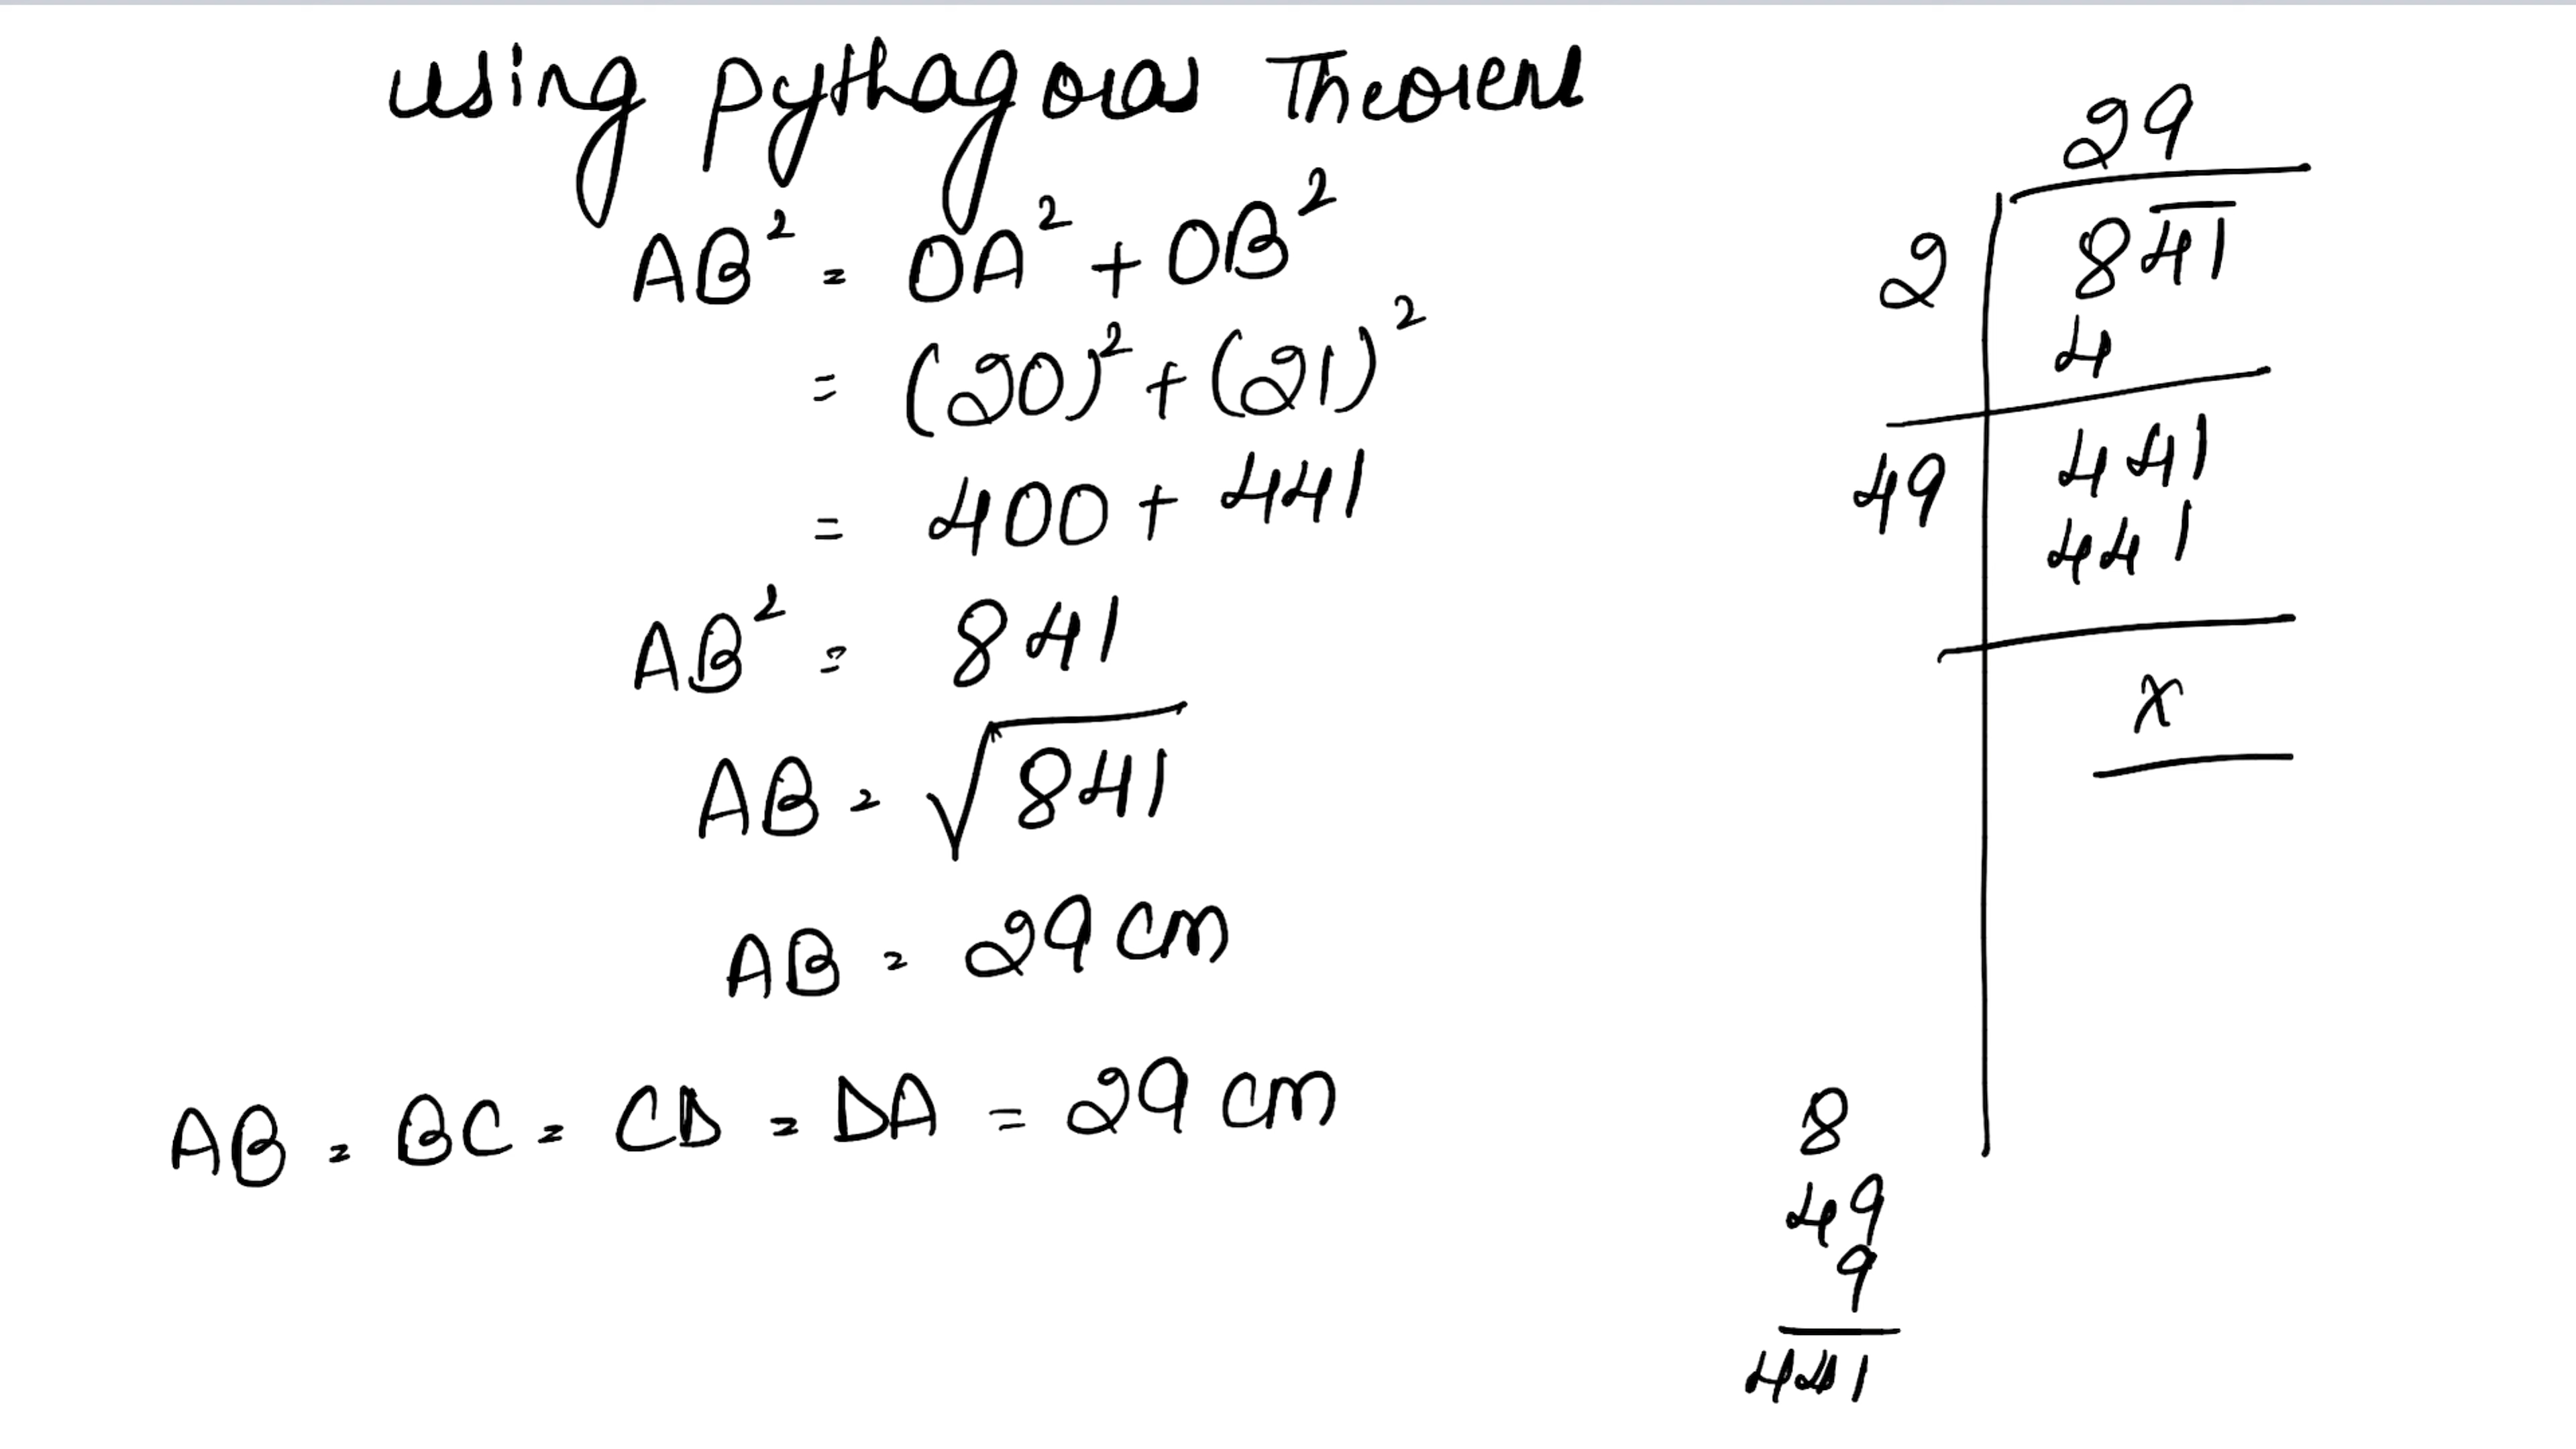 using pythagoras Theorem
AB² = OA² + OB²
= (20)² + (21)²
= 400 + 441
AB² = 841
AB = √841
AB = 29 cm
AB = BC = CD = DA = 29 cm
29
2 841
4
49 441
441
x
8
49
9
441